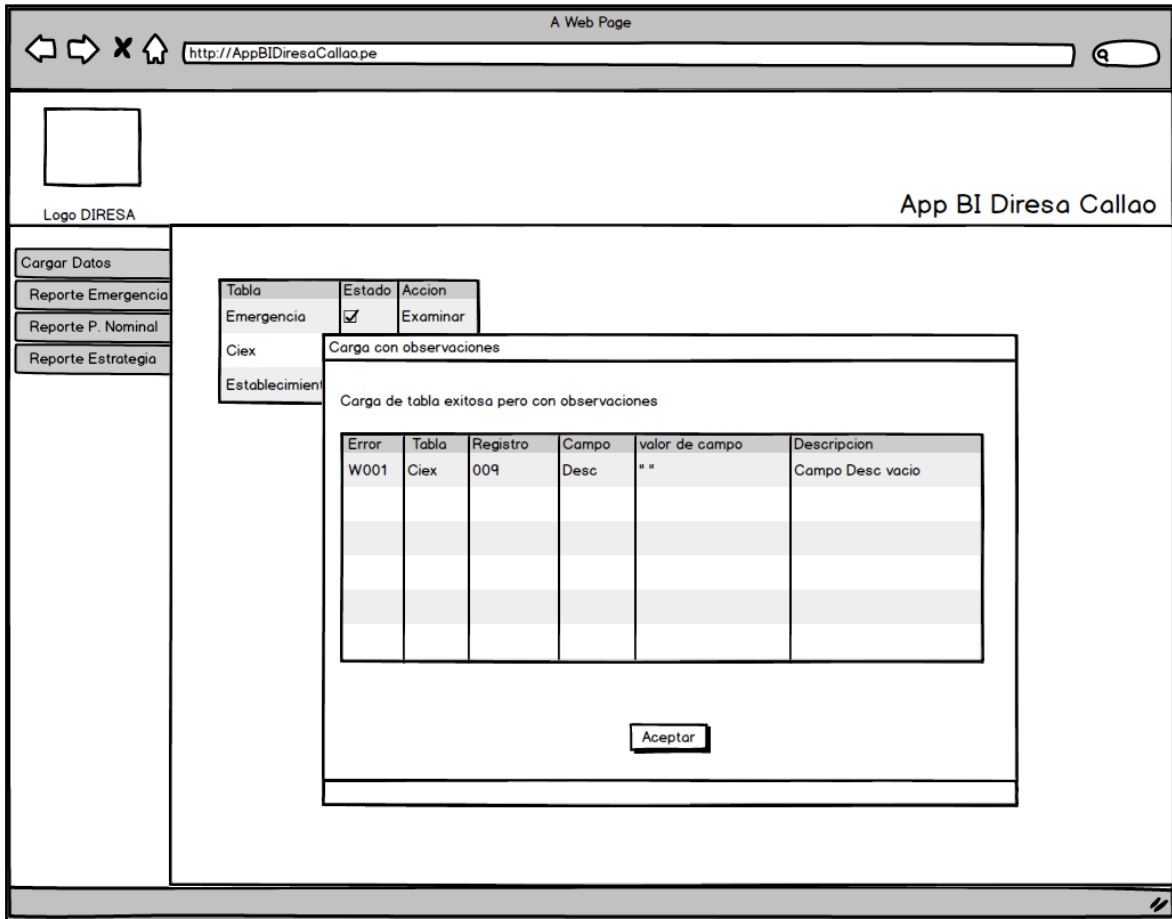 A Web Page
http://AppBIDiresaCallao.pe
Logo DIRESA
App BI Diresa Callao
Cargar Datos
Reporte Emergencia
Reporte P. Nominal
Reporte Estrategia
Tabla Estado Accion
Emergencia Examinar
Ciex
Establecimient
Carga con observaciones
Carga de tabla exitosa pero con observaciones
Error Tabla Registro Campo valor de campo Descripcion
W001 Ciex 009 Desc " " Campo Desc vacio
Aceptar